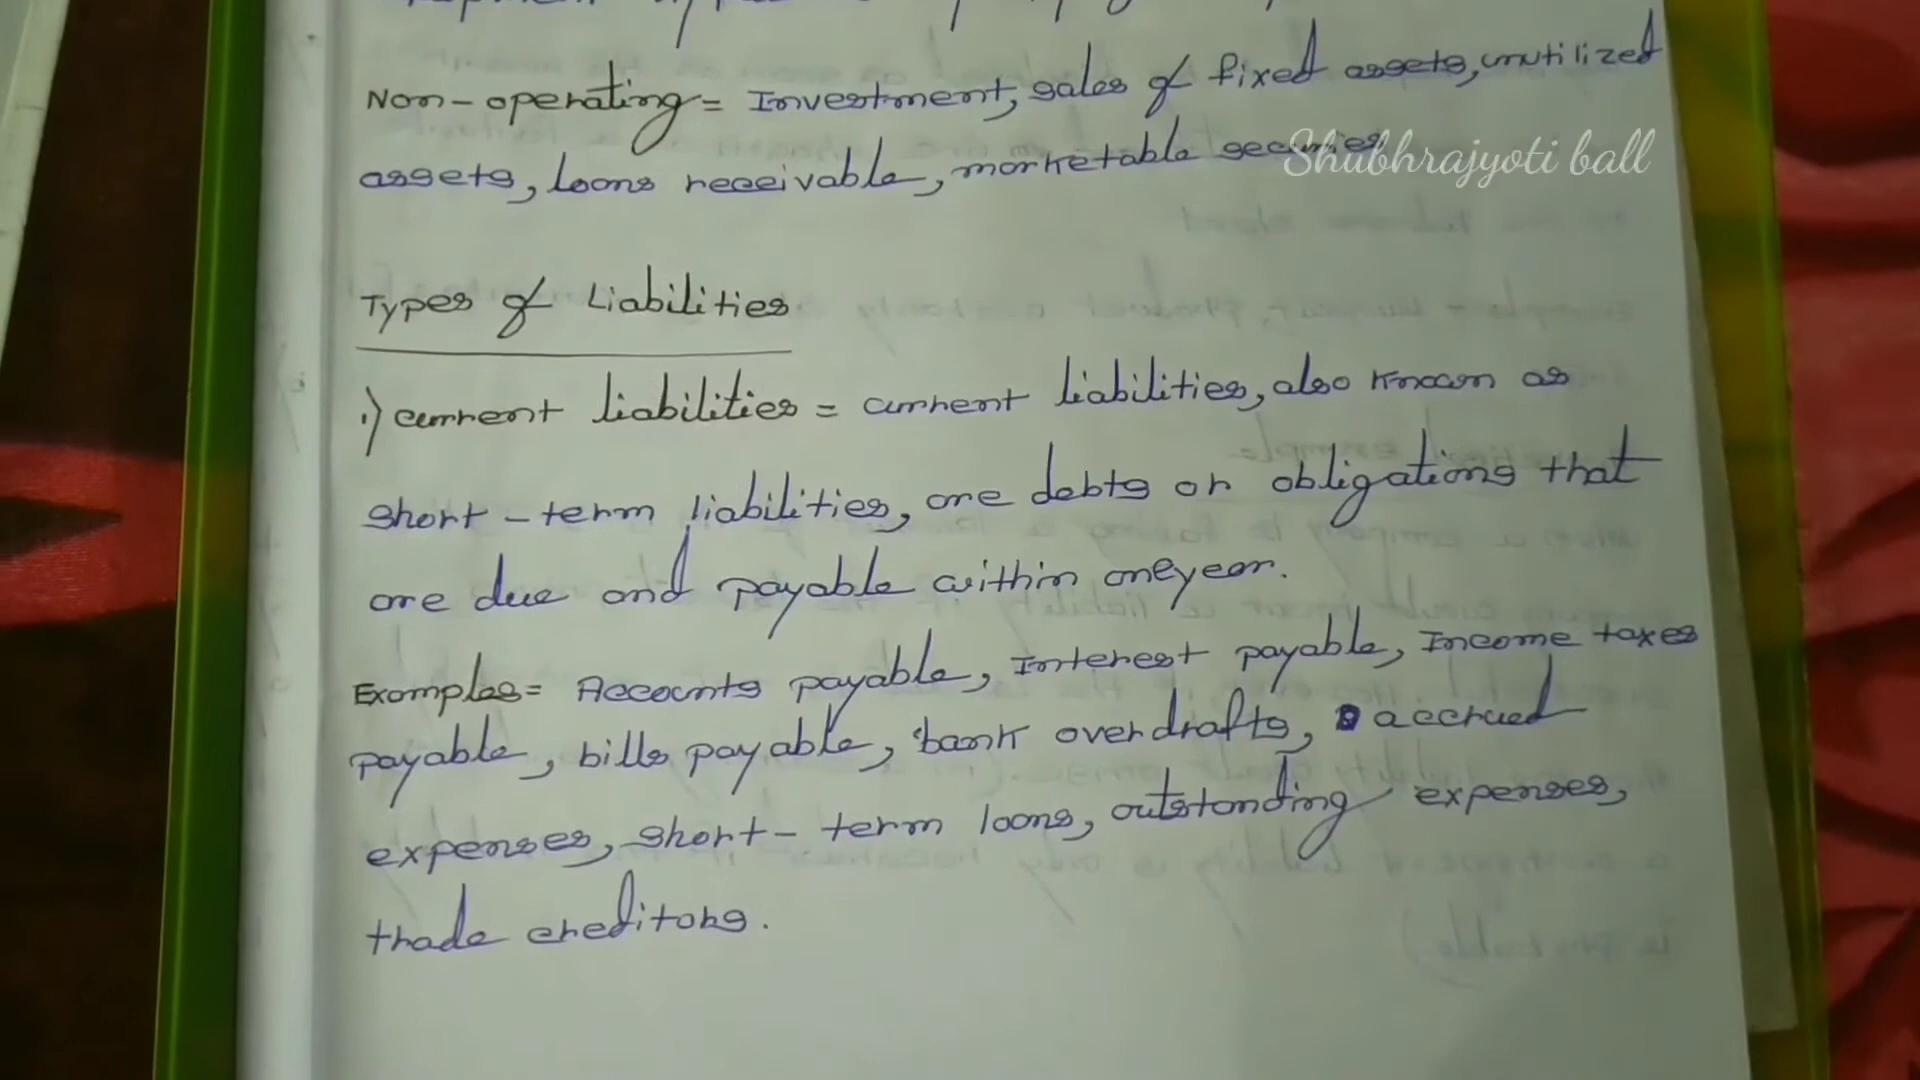 Non-operating = Investment, sales of fixed assets, unutilized
assets, loans receivable, marketable securities
Shubhrajyoti ball
Types of Liabilities
1) current liabilities = current liabilities, also known as
short-term liabilities, are debts or obligations that
are due and payable within oneyear.
Examples = Accounts payable, Interest payable, Income taxes
payable, bills payable, bank overdrafts, accrued
expenses, short-term loans, outstanding expenses,
trade creditors.